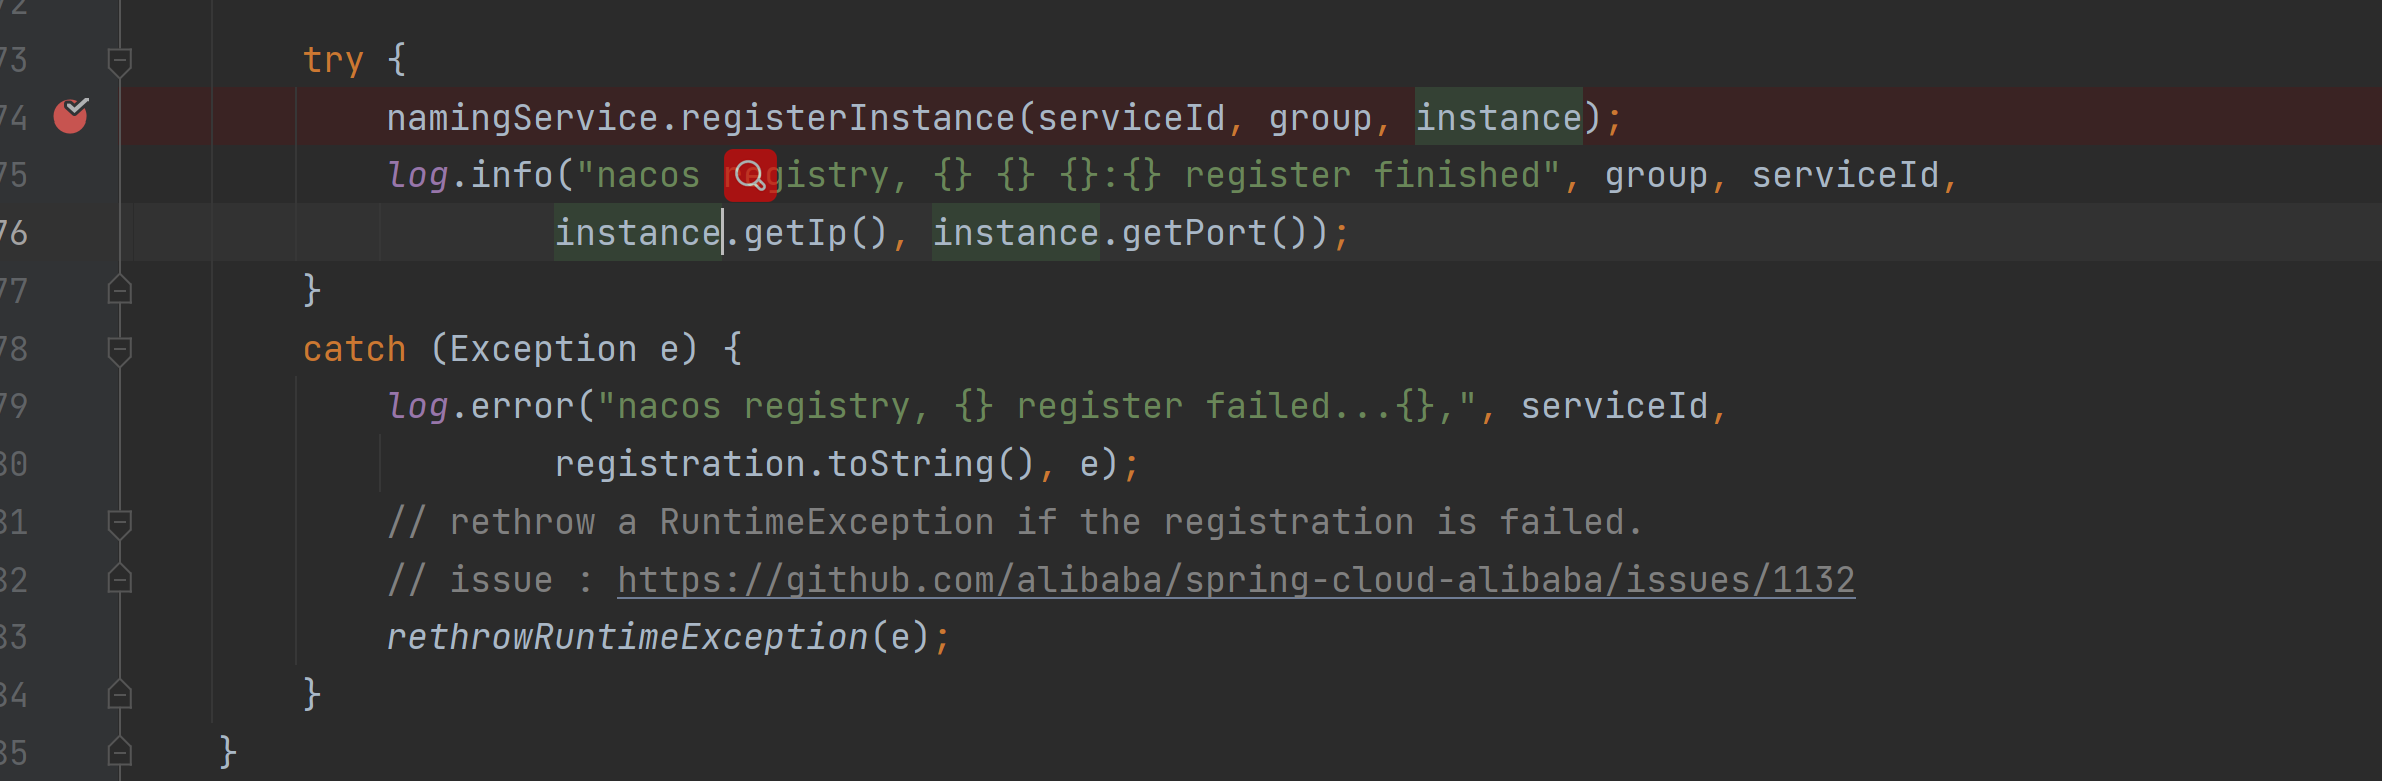 72
73 try {
74 namingService.registerInstance(serviceId, group, instance);
75 log.info("nacos registry, {} {} {}:{} register finished", group, serviceId,
76 instance.getIp(), instance.getPort());
77 }
78 catch (Exception e) {
79 log.error("nacos registry, {} register failed...{},", serviceId,
80 registration.toString(), e);
81 // rethrow a RuntimeException if the registration is failed.
82 // issue : https://github.com/alibaba/spring-cloud-alibaba/issues/1132
83 rethrowRuntimeException(e);
84 }
85 }